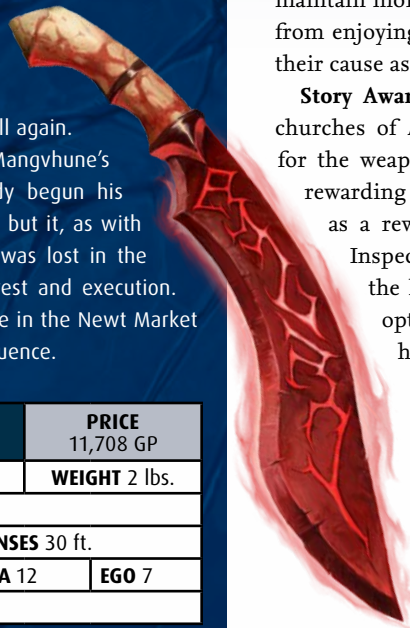 ll again.
Mangvhune's
dy begun his
but it, as with
was lost in the
est and execution.
e in the Newt Market
uence.
PRICE
11,708 GP
WEIGHT 2 lbs.
NSES 30 ft.
A 12 EGO 7
maintain mor
from enjoying
their cause as
Story Awar
churches of A
for the weap
rewarding
as a rew
Inspec
the
opt
h